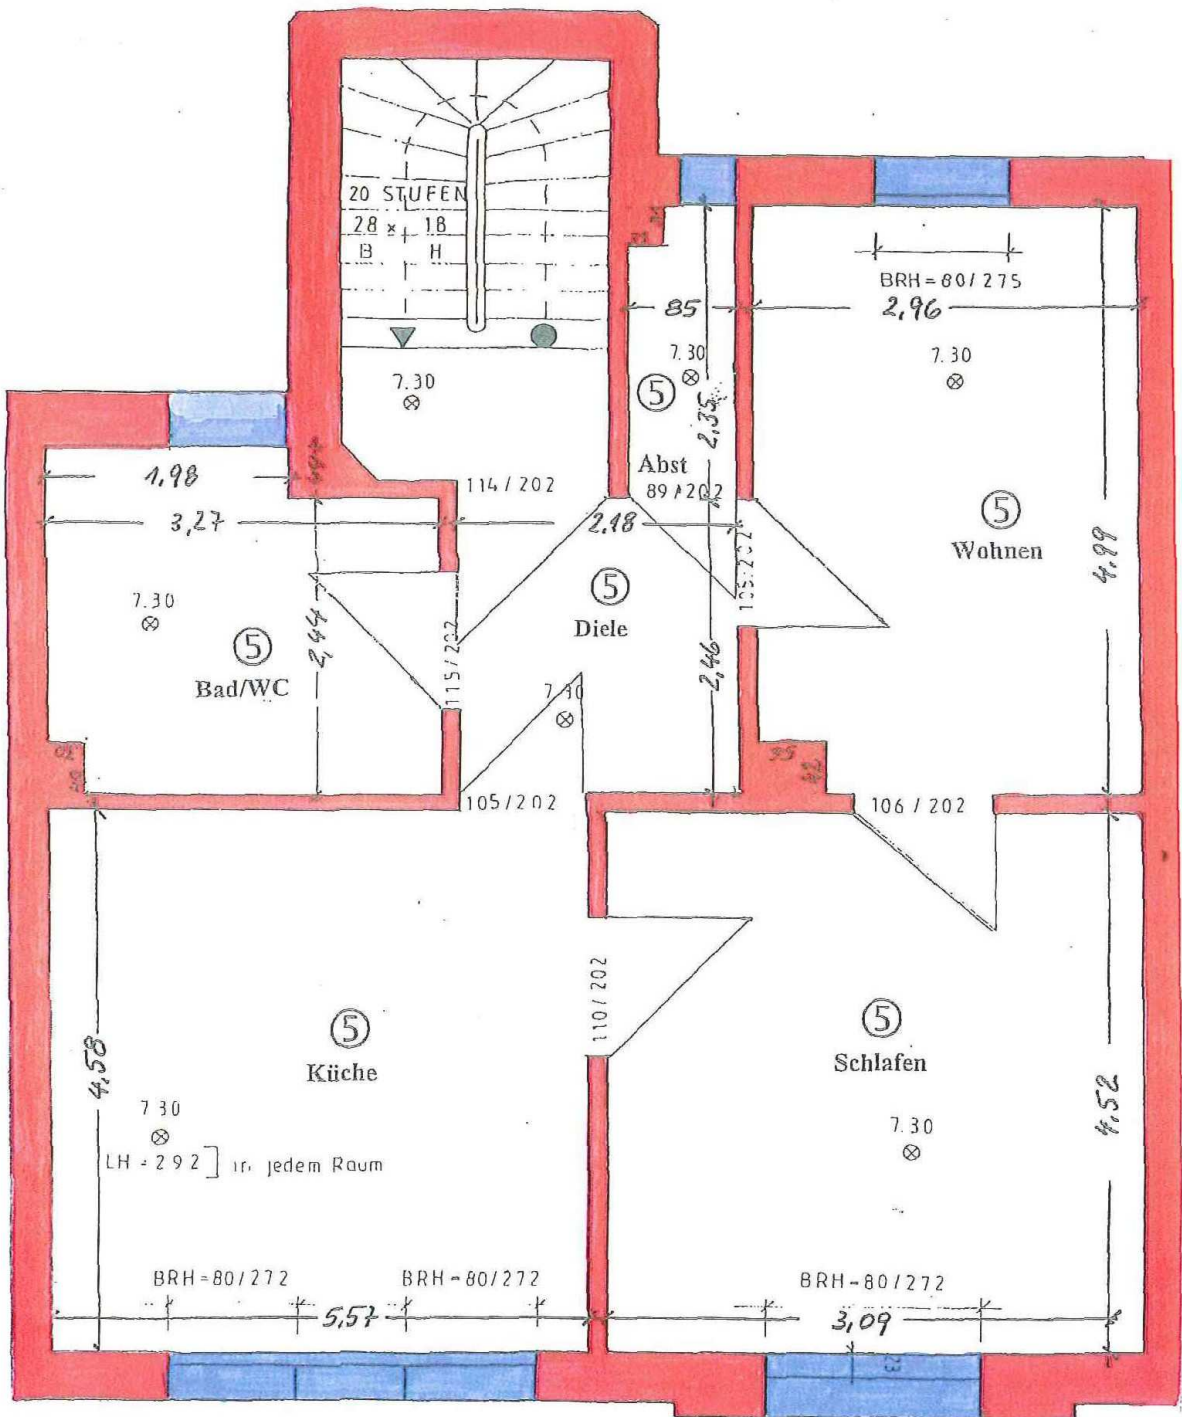 20 STUFEN
28 × 18
B H
7.30
BRH=80/275
85
2,96
7.30
7.30
5
2,35
Abst
89/202
1,98
114/202
3,27
2,18
5
Wohnen
4,99
105/202
5
Diele
7.30
5
Bad/WC
2,44
115/202
2,46
7.30
105/202
106/202
42
110/202
5
Küche
5
Schlafen
4,58
4,52
7.30
7.30
LH=292] in jedem Raum
BRH=80/272
BRH=80/272
BRH=80/272
5,57
3,09
23